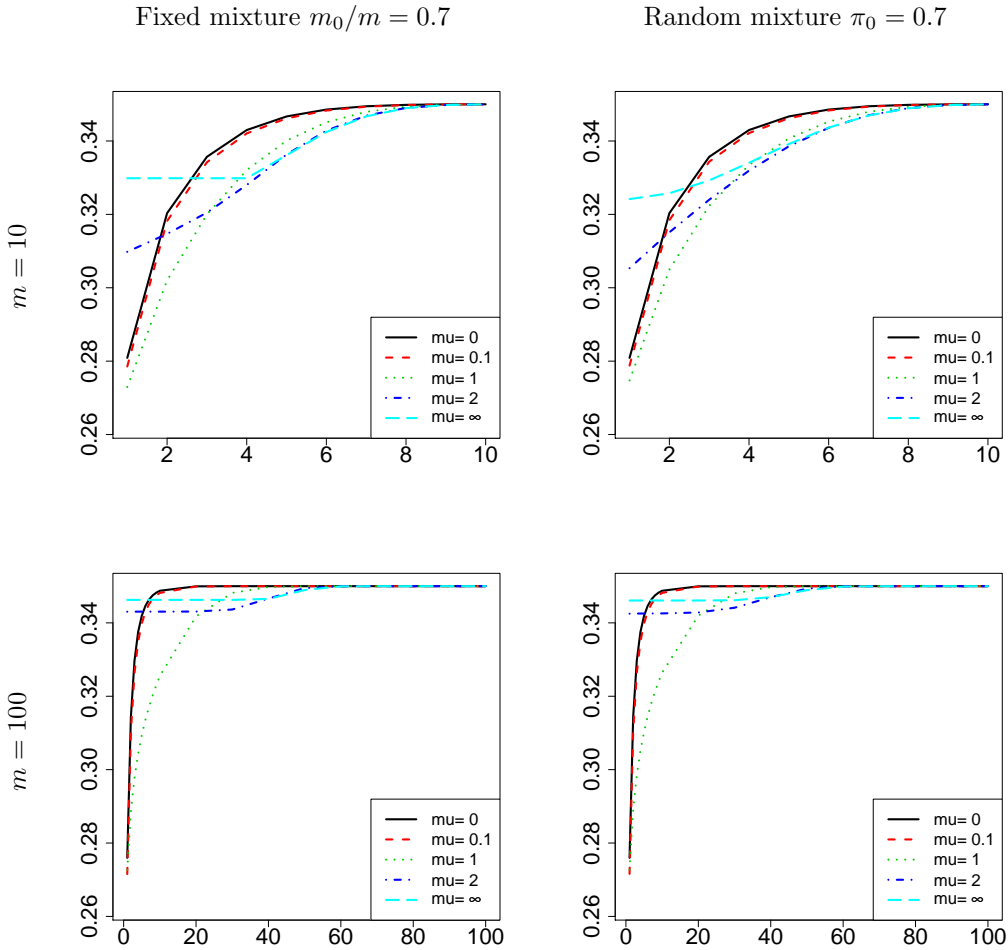 Fixed mixture m₀/m = 0.7
Random mixture π₀ = 0.7
m = 10
0.34
0.32
0.30
0.28
0.26
2 4 6 8 10
mu= 0
mu= 0.1
mu= 1
mu= 2
mu= ∞
0.34
0.32
0.30
0.28
0.26
2 4 6 8 10
mu= 0
mu= 0.1
mu= 1
mu= 2
mu= ∞
m = 100
0.34
0.32
0.30
0.28
0.26
0 20 40 60 80 100
mu= 0
mu= 0.1
mu= 1
mu= 2
mu= ∞
0.34
0.32
0.30
0.28
0.26
0 20 40 60 80 100
mu= 0
mu= 0.1
mu= 1
mu= 2
mu= ∞